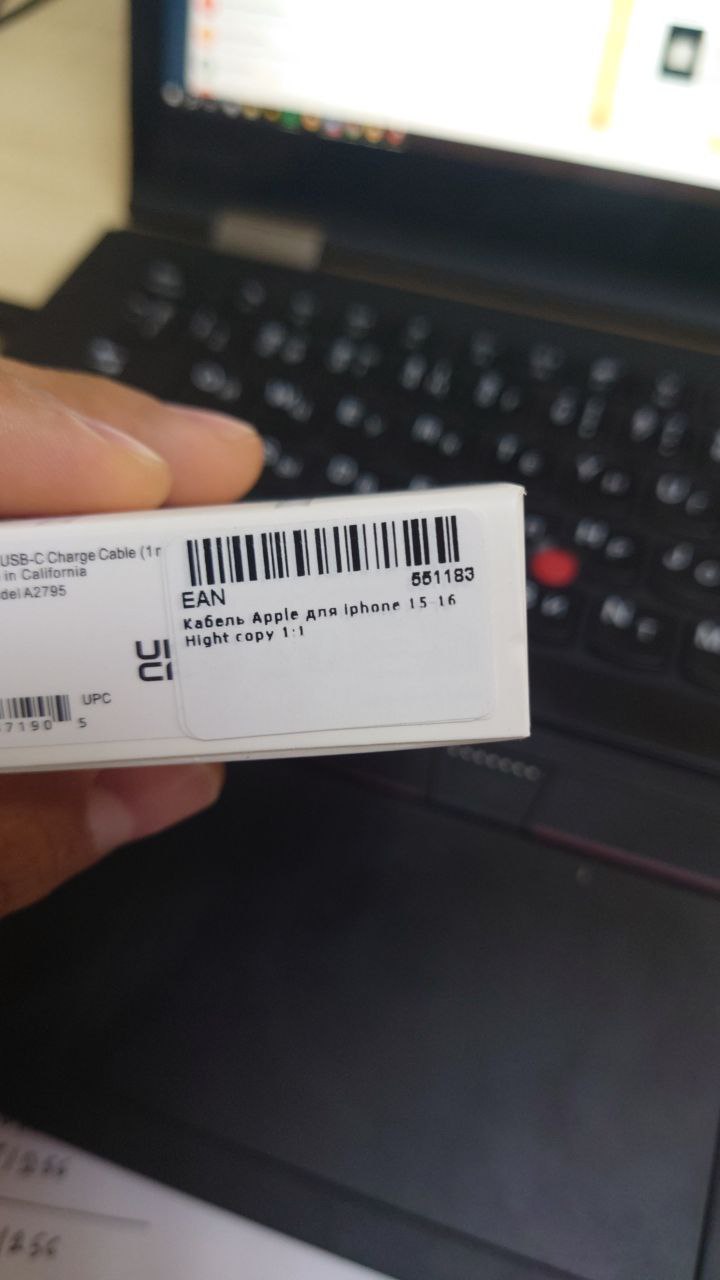 USB-C Charge Cable (1
in California
del A2795
551183
EAN
Кабель Apple для iphone 15-16
Hight copy 1:1
UPC
7190 5